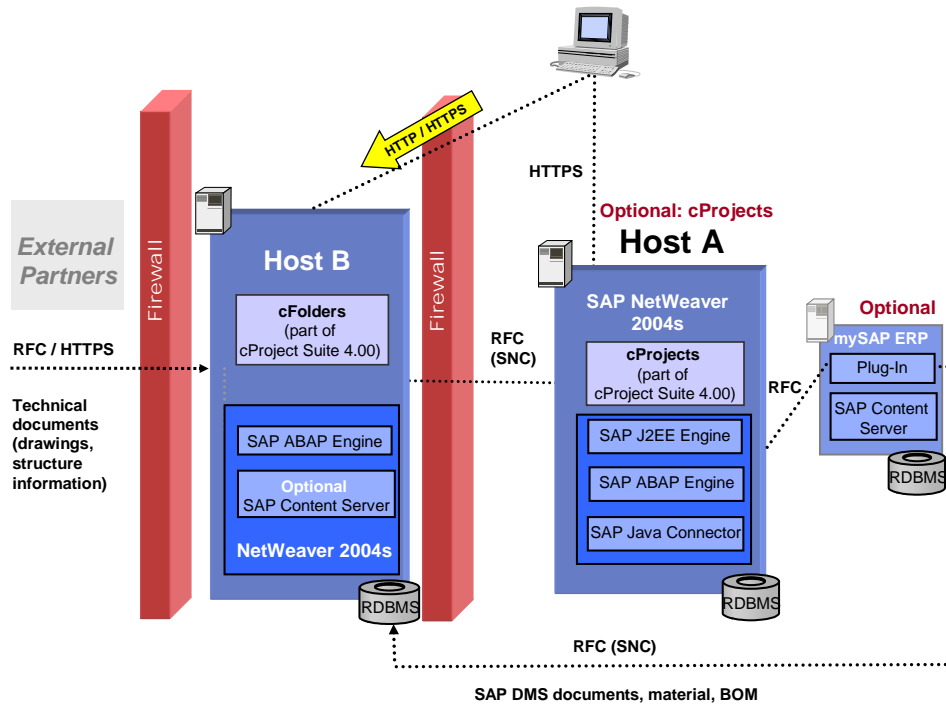 HTTP / HTTPS
HTTPS
Optional: cProjects
Host A
External
Partners
Firewall
Host B
Firewall
SAP NetWeaver
2004s
Optional
mySAP ERP
cFolders
(part of
cProject Suite 4.00)
RFC
(SNC)
cProjects
(part of
cProject Suite 4.00)
RFC
Plug-In
SAP Content
Server
RFC / HTTPS
Technical
documents
(drawings,
structure
information)
SAP ABAP Engine
Optional
SAP Content Server
NetWeaver 2004s
SAP J2EE Engine
SAP ABAP Engine
SAP Java Connector
RDBMS
RDBMS
RDBMS
RFC (SNC)
SAP DMS documents, material, BOM